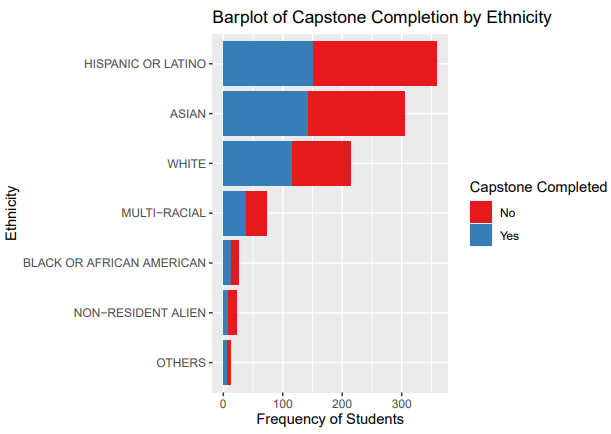 Barplot of Capstone Completion by Ethnicity
HISPANIC OR LATINO
ASIAN
WHITE
MULTI−RACIAL
BLACK OR AFRICAN AMERICAN
NON−RESIDENT ALIEN
OTHERS
Ethnicity
0 100 200 300
Frequency of Students
Capstone Completed
No
Yes